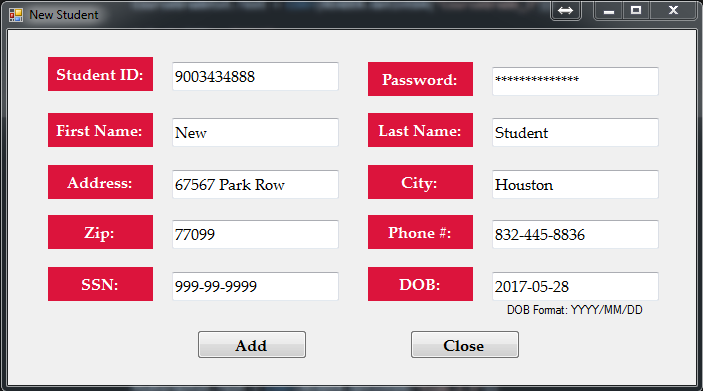 New Student
Student ID: 9003434888 Password: **************
First Name: New Last Name: Student
Address: 67567 Park Row City: Houston
Zip: 77099 Phone #: 832-445-8836
SSN: 999-99-9999 DOB: 2017-05-28
DOB Format: YYYY/MM/DD
Add Close